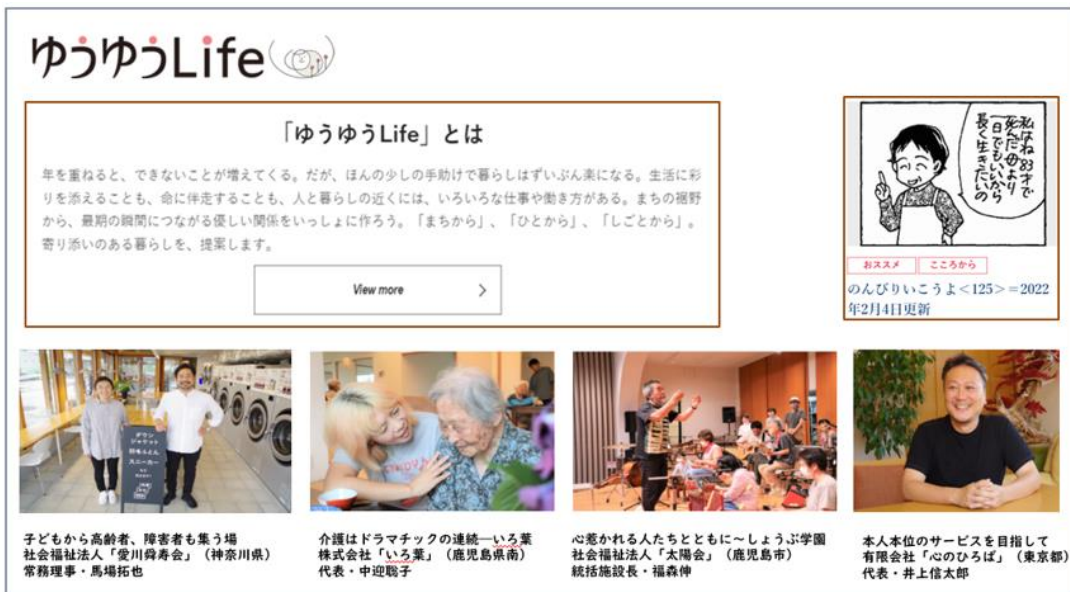 ゆうゆうLife
「ゆうゆうLife」とは
年を重ねると、できないことが増えてくる。だが、ほんの少しの手助けで暮らしはずいぶん楽になる。生活に彩
りを添えることも、命に伴走することも、人と暮らしの近くには、いろいろな仕事や働き方がある。まちの裾野
から、最期の瞬間につながる優しい関係をいっしょに作ろう。「まちから」、「ひとから」、「しごとから」。
寄り添いのある暮らしを、提案します。
View more
私はね83才で
死んだ母より
一日でもいいから
長く生きたいの
おススメ
こころから
のんびりいこうよ<125>=2022
年2月4日更新
ダウン
ジャケット
羽毛ふとん
スニーカー
子どもから高齢者、障害者も集う場
社会福祉法人「愛川舜寿会」（神奈川県）
常務理事・馬場拓也
介護はドラマチックの連続―いろ葉
株式会社「いろ葉」（鹿児島県南）
代表・中迎聡子
心惹かれる人たちとともに～しょうぶ学園
社会福祉法人「太陽会」（鹿児島市）
統括施設長・福森伸
本人本位のサービスを目指して
有限会社「心のひろば」（東京都）
代表・井上信太郎